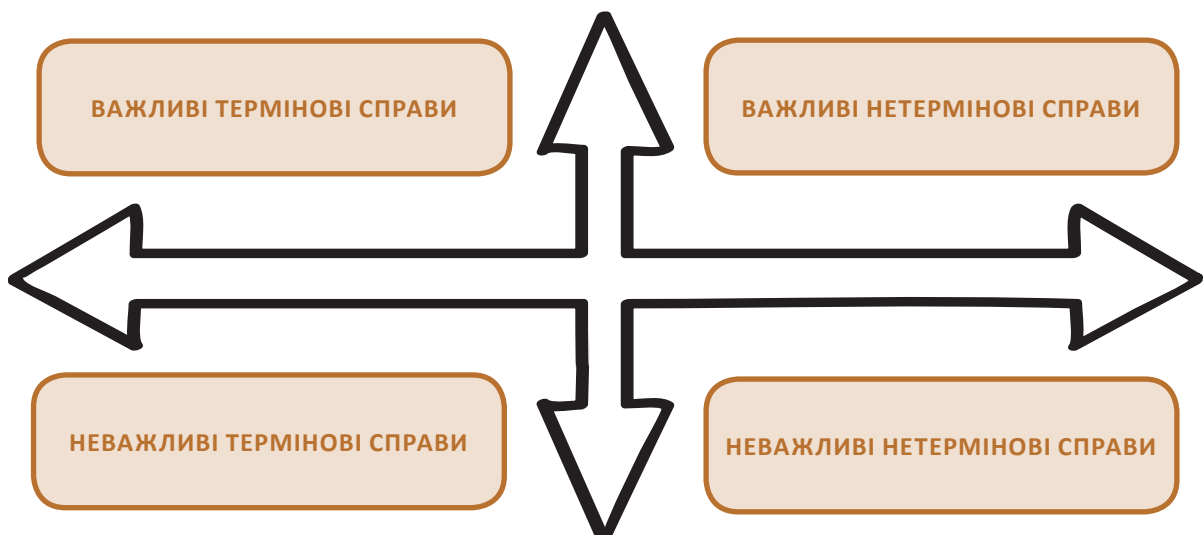 ВАЖЛИВІ ТЕРМІНОВІ СПРАВИ
ВАЖЛИВІ НЕТЕРМІНОВІ СПРАВИ
НЕВАЖЛИВІ ТЕРМІНОВІ СПРАВИ
НЕВАЖЛИВІ НЕТЕРМІНОВІ СПРАВИ